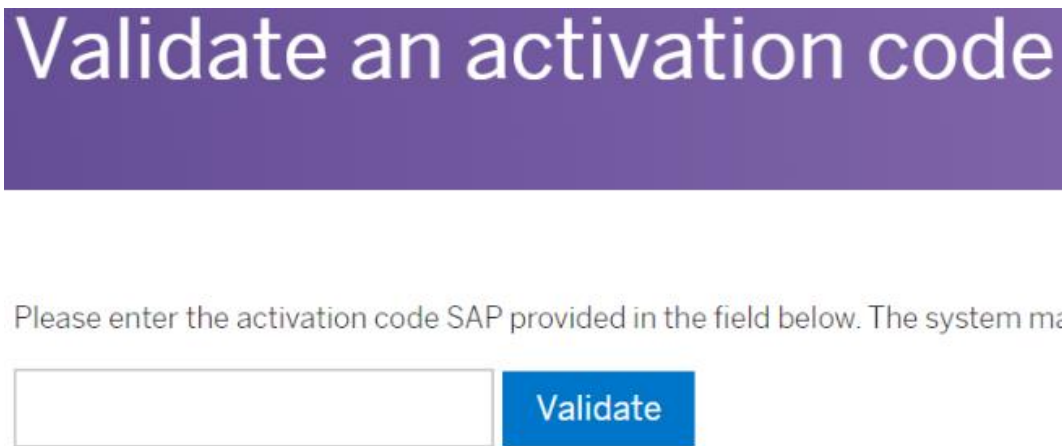 Validate an activation code
Please enter the activation code SAP provided in the field below. The system ma
Validate